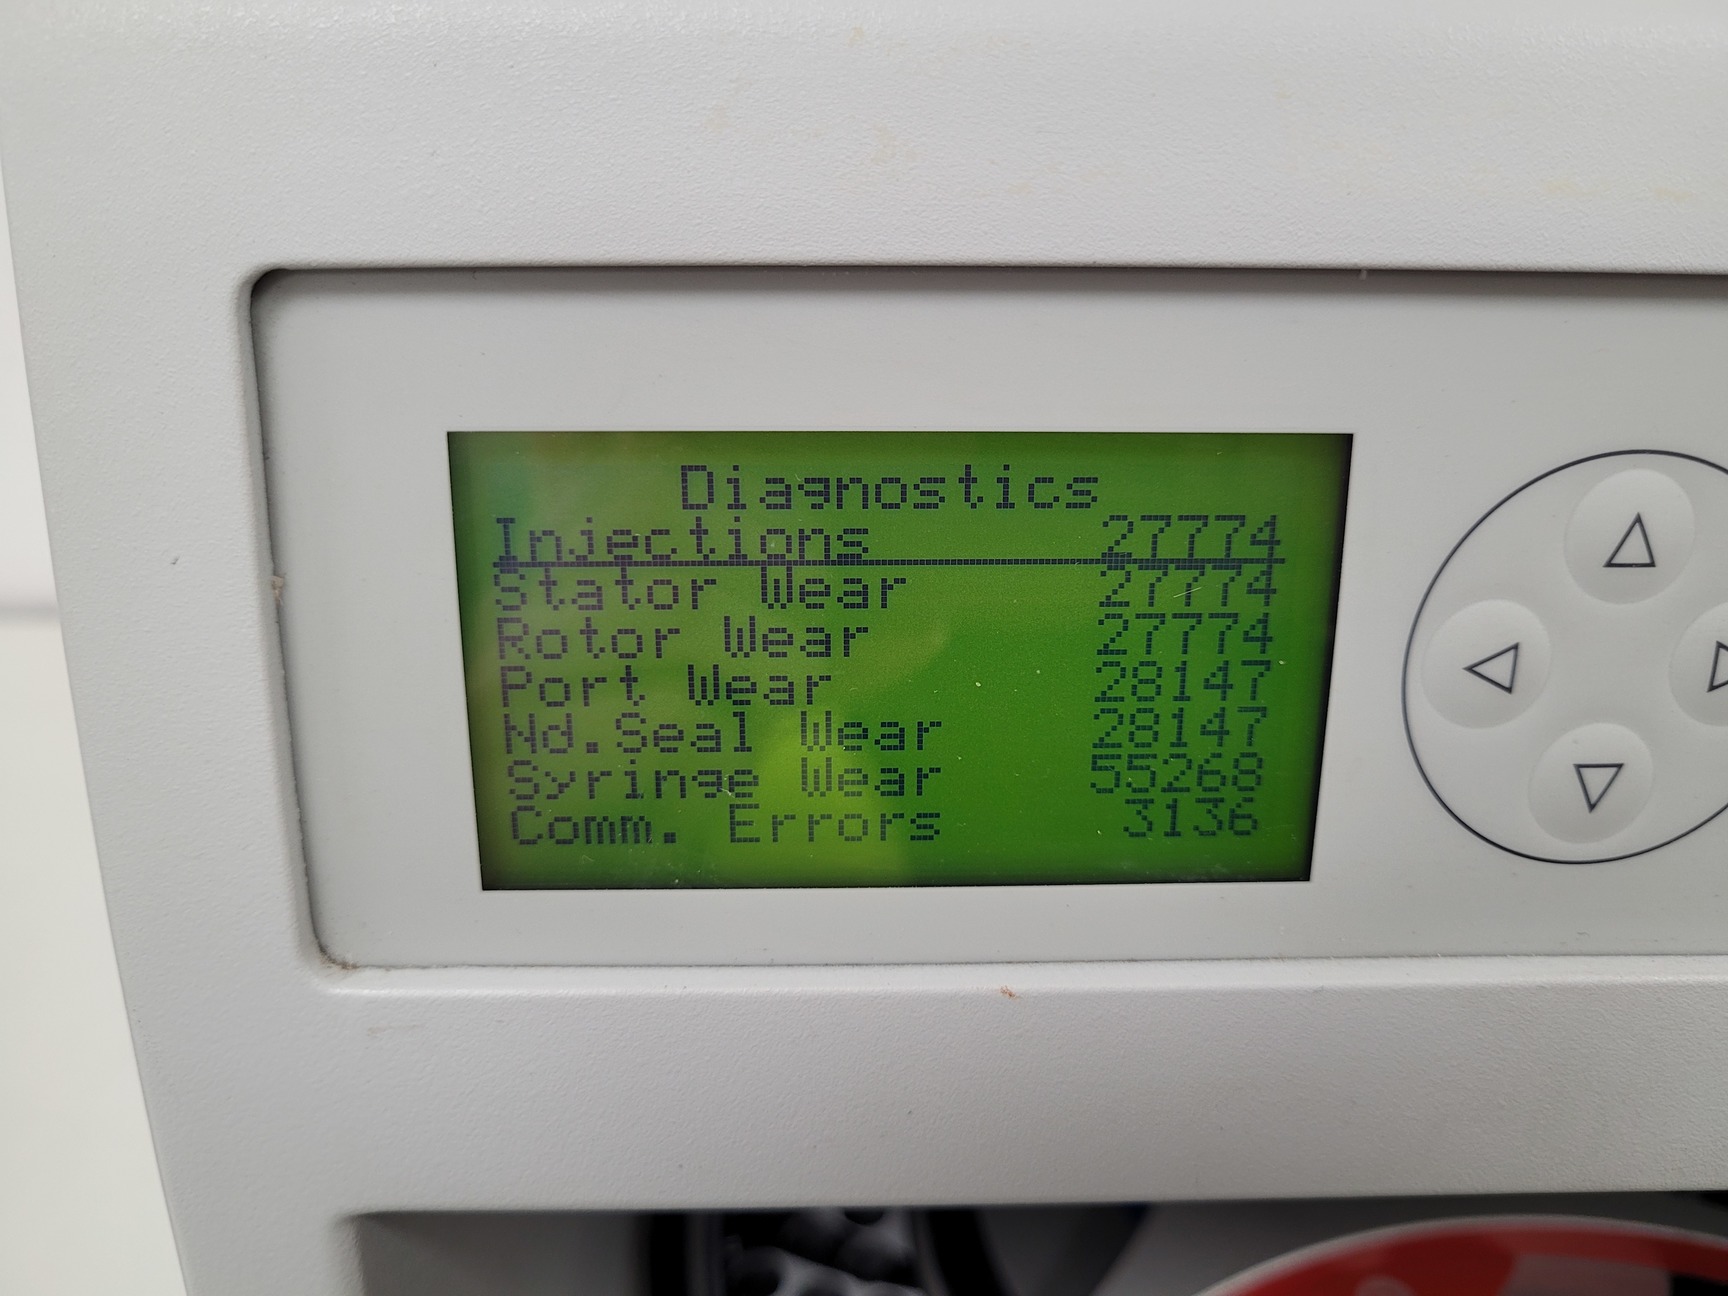 Diagnostics
Injections 27774
Stator Wear 27774
Rotor Wear 27774
Port Wear 28147
Nd.Seal Wear 28147
Syringe Wear 55268
Comm. Errors 3136